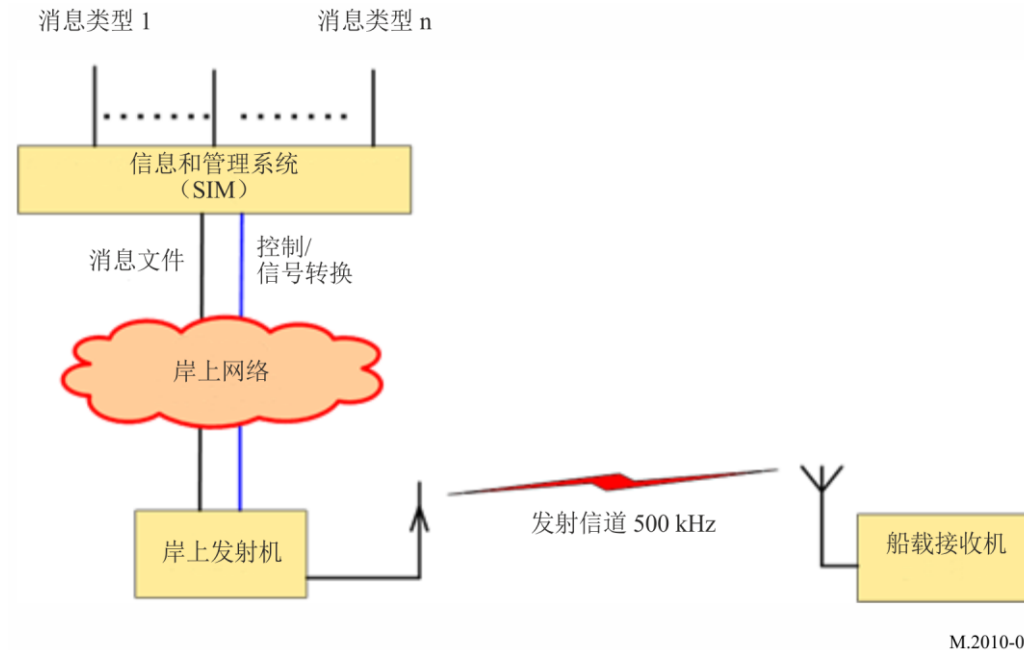 消息类型 1
消息类型 n
信息和管理系统
（SIM）
消息文件
控制/
信号转换
岸上网络
发射信道 500 kHz
岸上发射机
船载接收机
M.2010-0